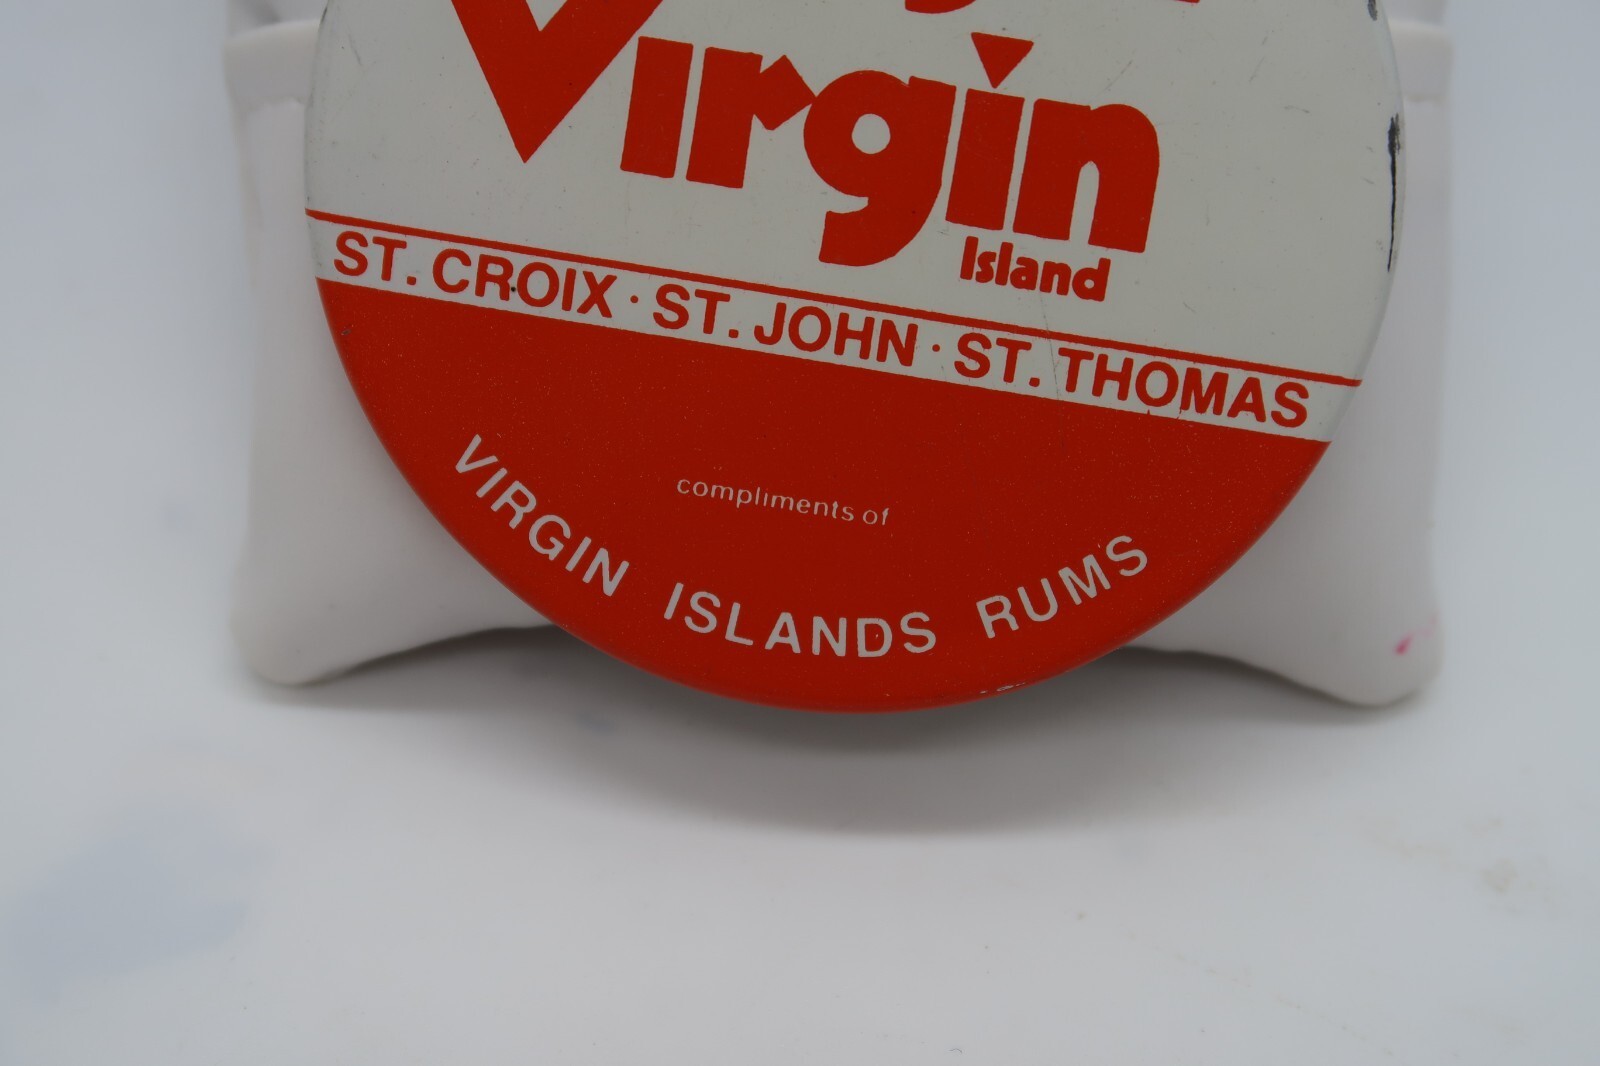 Virgin
Island
ST. CROIX · ST. JOHN · ST. THOMAS
compliments of
VIRGIN ISLANDS RUMS